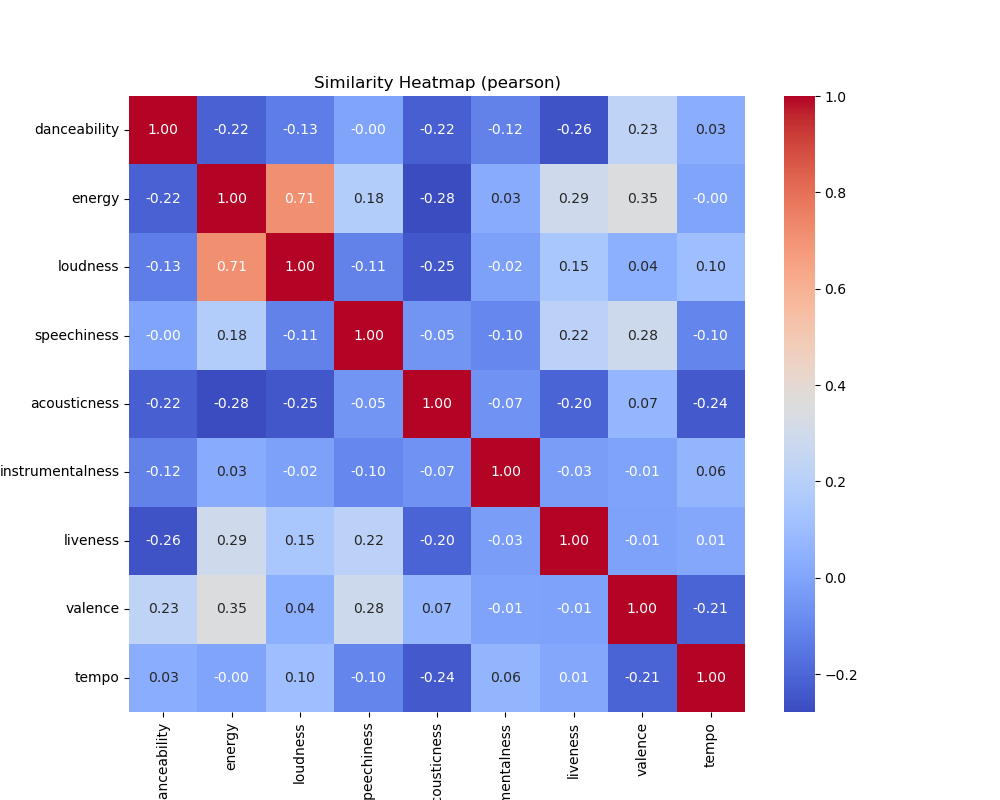 Similarity Heatmap (pearson)
danceability 1.00 -0.22 -0.13 -0.00 -0.22 -0.12 -0.26 0.23 0.03
energy -0.22 1.00 0.71 0.18 -0.28 0.03 0.29 0.35 -0.00
loudness -0.13 0.71 1.00 -0.11 -0.25 -0.02 0.15 0.04 0.10
speechiness -0.00 0.18 -0.11 1.00 -0.05 -0.10 0.22 0.28 -0.10
acousticness -0.22 -0.28 -0.25 -0.05 1.00 -0.07 -0.20 0.07 -0.24
instrumentalness -0.12 0.03 -0.02 -0.10 -0.07 1.00 -0.03 -0.01 0.06
liveness -0.26 0.29 0.15 0.22 -0.20 -0.03 1.00 -0.01 0.01
valence 0.23 0.35 0.04 0.28 0.07 -0.01 -0.01 1.00 -0.21
tempo 0.03 -0.00 0.10 -0.10 -0.24 0.06 0.01 -0.21 1.00
anceability
energy
loudness
peechiness
cousticness
mentalness
liveness
valence
tempo
1.0
0.8
0.6
0.4
0.2
0.0
−0.2